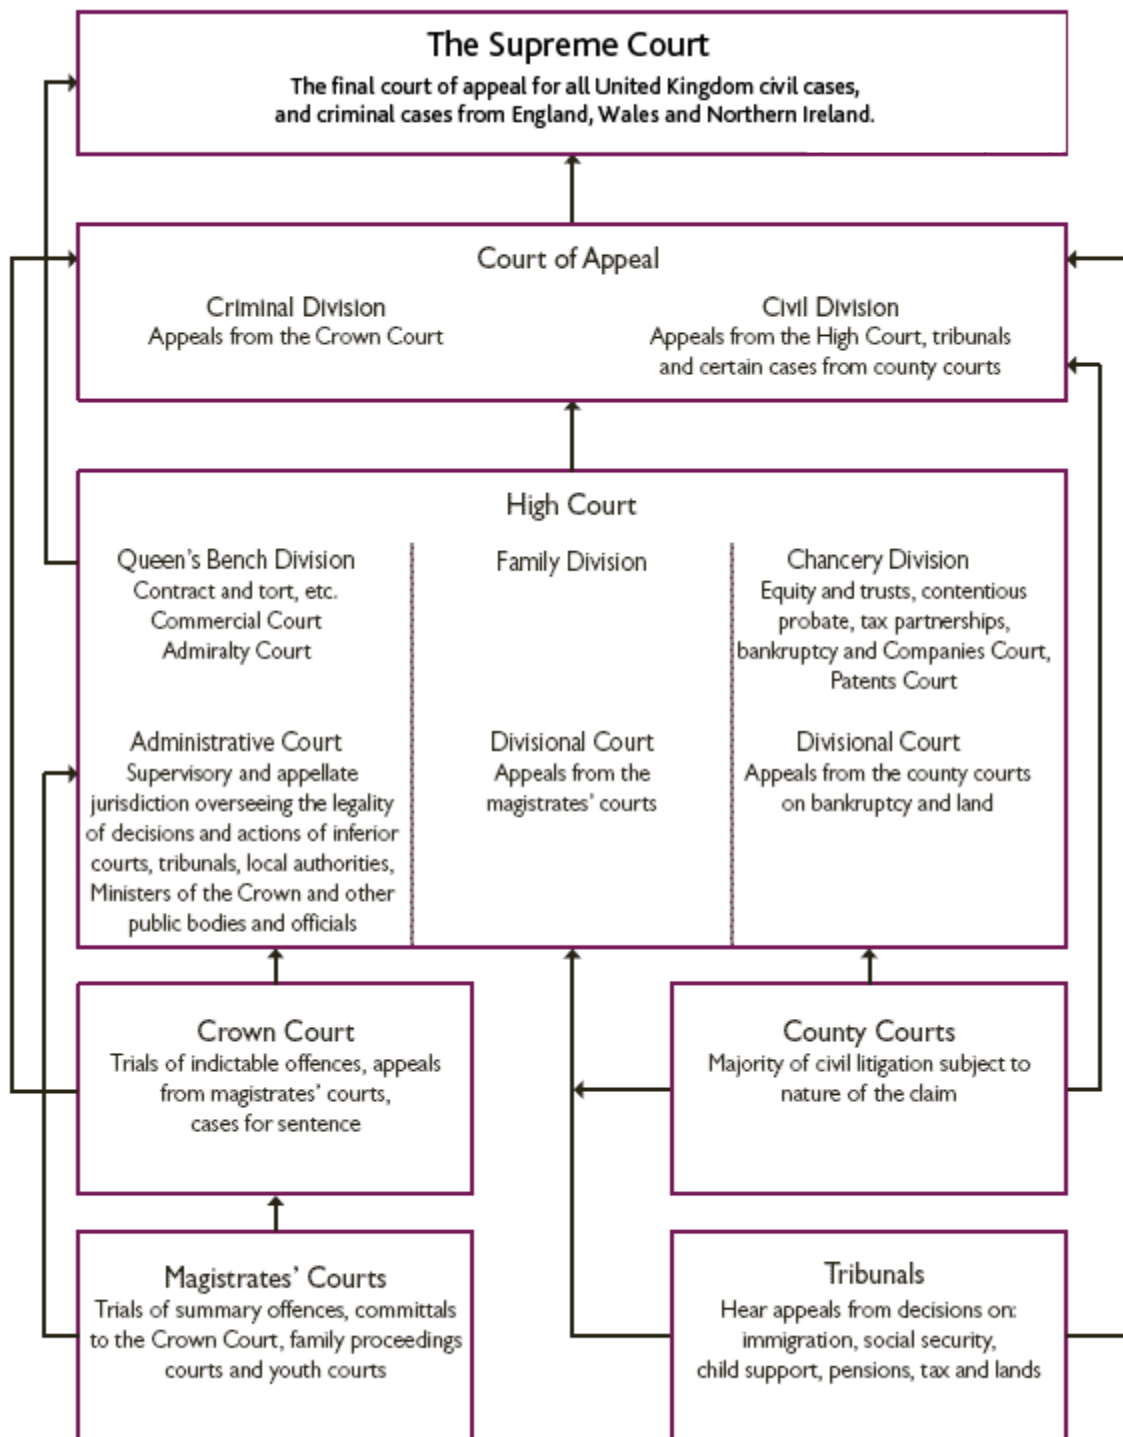 The Supreme Court
The final court of appeal for all United Kingdom civil cases,
and criminal cases from England, Wales and Northern Ireland.
Court of Appeal
Criminal Division
Appeals from the Crown Court
Civil Division
Appeals from the High Court, tribunals
and certain cases from county courts
High Court
Queen's Bench Division
Contract and tort, etc.
Commercial Court
Admiralty Court
Administrative Court
Supervisory and appellate
jurisdiction overseeing the legality
of decisions and actions of inferior
courts, tribunals, local authorities,
Ministers of the Crown and other
public bodies and officials
Family Division
Divisional Court
Appeals from the
magistrates' courts
Chancery Division
Equity and trusts, contentious
probate, tax partnerships,
bankruptcy and Companies Court,
Patents Court
Divisional Court
Appeals from the county courts
on bankruptcy and land
Crown Court
Trials of indictable offences, appeals
from magistrates' courts,
cases for sentence
County Courts
Majority of civil litigation subject to
nature of the claim
Magistrates' Courts
Trials of summary offences, committals
to the Crown Court, family proceedings
courts and youth courts
Tribunals
Hear appeals from decisions on:
immigration, social security,
child support, pensions, tax and lands